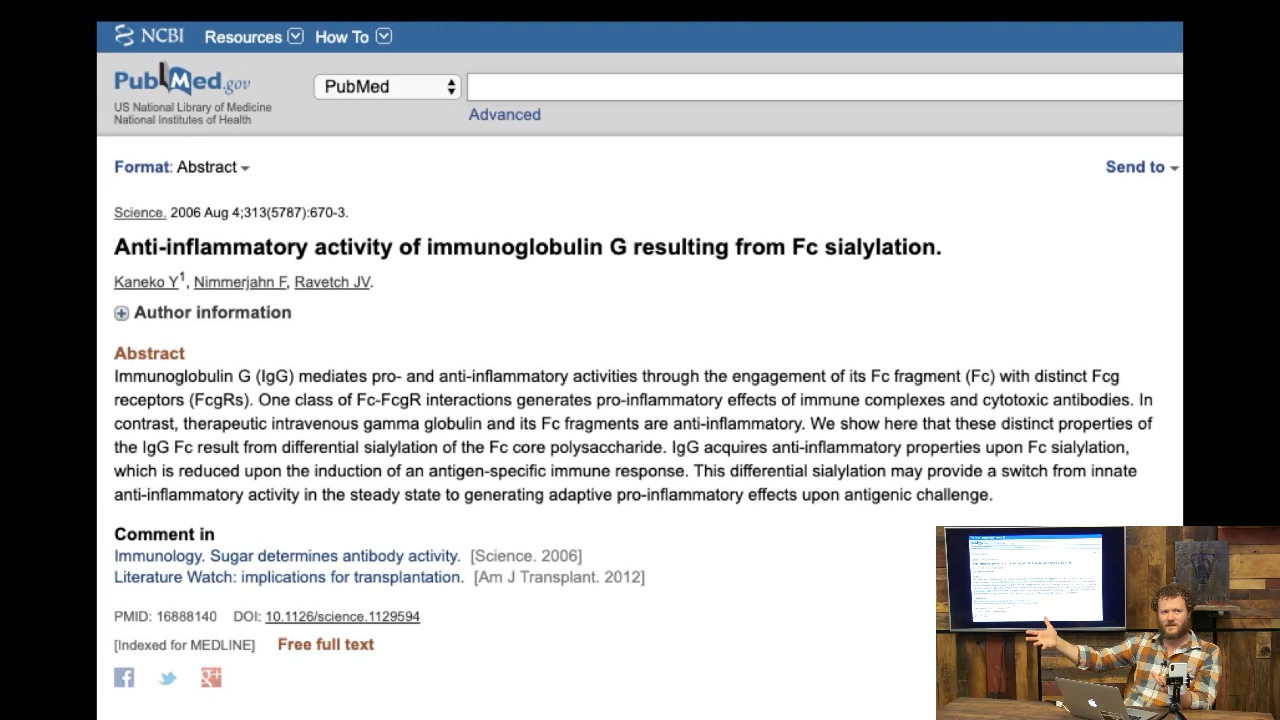 NCBI Resources How To
PubMed.gov
US National Library of Medicine
National Institutes of Health
PubMed
Advanced
Format: Abstract
Send to
Science. 2006 Aug 4;313(5787):670-3.
Anti-inflammatory activity of immunoglobulin G resulting from Fc sialylation.
Kaneko Y1, Nimmerjahn F, Ravetch JV.
Author information
Abstract
Immunoglobulin G (IgG) mediates pro- and anti-inflammatory activities through the engagement of its Fc fragment (Fc) with distinct Fcg
receptors (FcgRs). One class of Fc-FcgR interactions generates pro-inflammatory effects of immune complexes and cytotoxic antibodies. In
contrast, therapeutic intravenous gamma globulin and its Fc fragments are anti-inflammatory. We show here that these distinct properties of
the IgG Fc result from differential sialylation of the Fc core polysaccharide. IgG acquires anti-inflammatory properties upon Fc sialylation,
which is reduced upon the induction of an antigen-specific immune response. This differential sialylation may provide a switch from innate
anti-inflammatory activity in the steady state to generating adaptive pro-inflammatory effects upon antigenic challenge.
Comment in
Immunology. Sugar determines antibody activity. [Science. 2006]
Literature Watch: implications for transplantation. [Am J Transplant. 2012]
PMID: 16888140 DOI: 10.1126/science.1129594
[Indexed for MEDLINE] Free full text